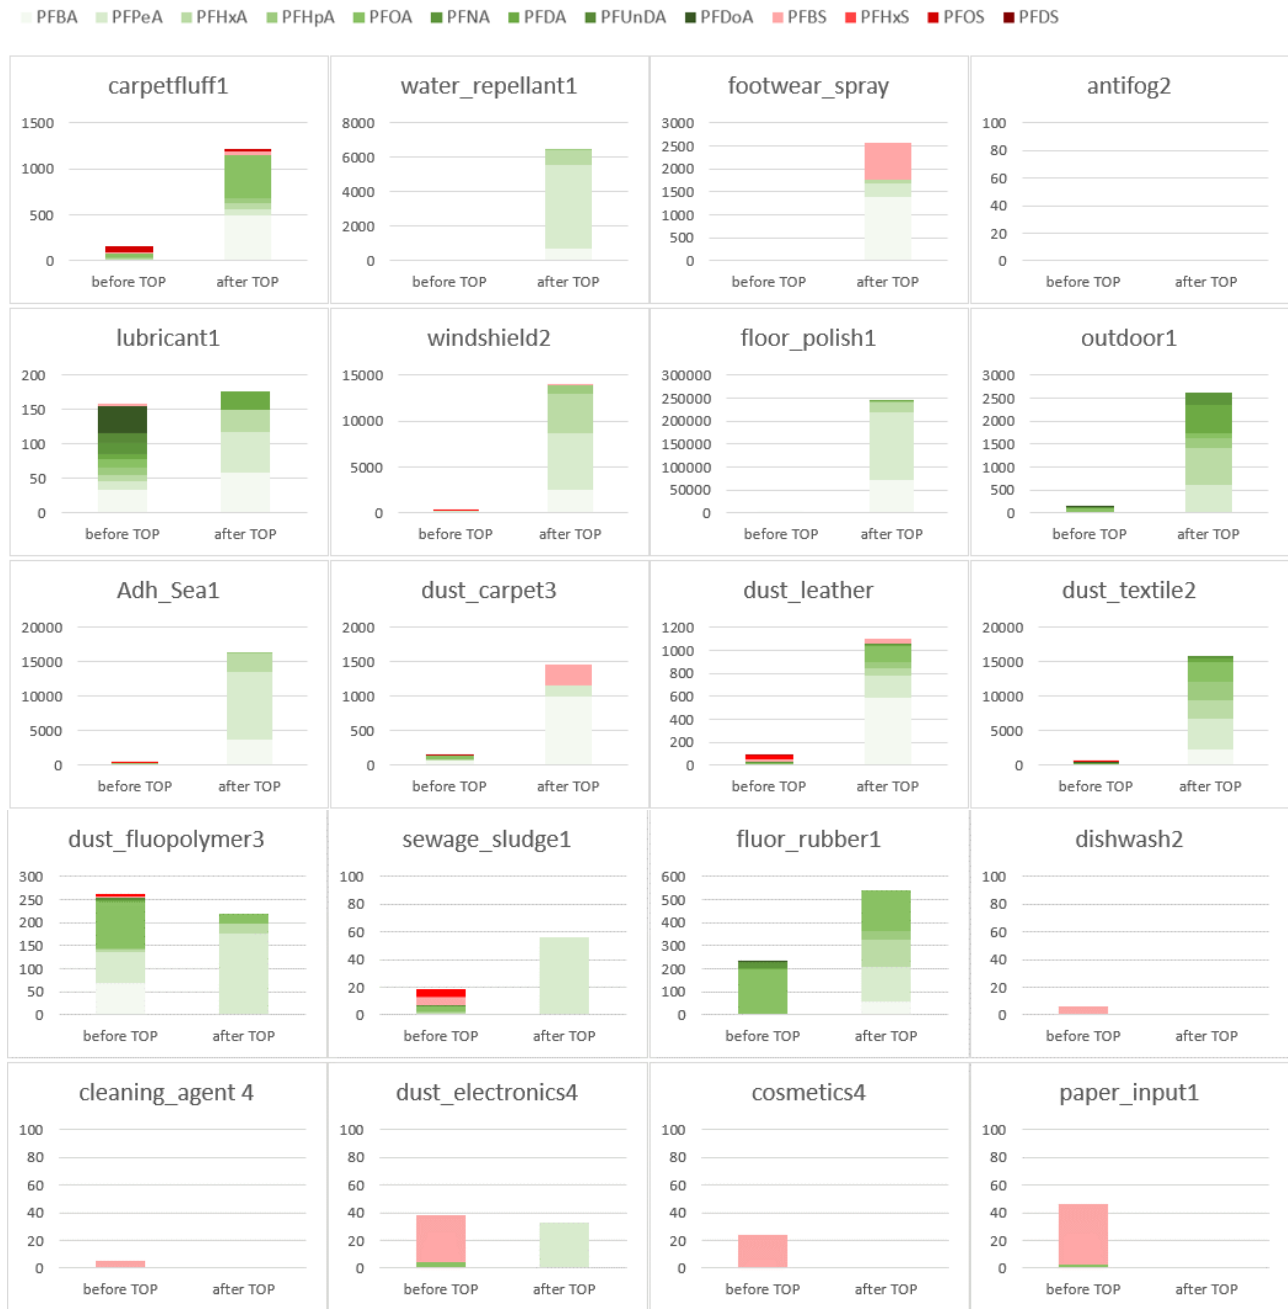 PFBA PFPeA PFHxA PFHpA PFOA PFNA PFDA PFUnDA PFDoA PFBS PFHxS PFOS PFDS
carpetfluff1
1500
1000
500
0
before TOP after TOP
water_repellant1
8000
6000
4000
2000
0
before TOP after TOP
footwear_spray
3000
2500
2000
1500
1000
500
0
before TOP after TOP
antifog2
100
80
60
40
20
0
before TOP after TOP
lubricant1
200
150
100
50
0
before TOP after TOP
windshield2
15000
10000
5000
0
before TOP after TOP
floor_polish1
300000
250000
200000
150000
100000
50000
0
before TOP after TOP
outdoor1
3000
2500
2000
1500
1000
500
0
before TOP after TOP
Adh_Sea1
20000
15000
10000
5000
0
before TOP after TOP
dust_carpet3
2000
1500
1000
500
0
before TOP after TOP
dust_leather
1200
1000
800
600
400
200
0
before TOP after TOP
dust_textile2
20000
15000
10000
5000
0
before TOP after TOP
dust_fluopolymer3
300
250
200
150
100
50
0
before TOP after TOP
sewage_sludge1
100
80
60
40
20
0
before TOP after TOP
fluor_rubber1
600
500
400
300
200
100
0
before TOP after TOP
dishwash2
100
80
60
40
20
0
before TOP after TOP
cleaning_agent 4
100
80
60
40
20
0
before TOP after TOP
dust_electronics4
100
80
60
40
20
0
before TOP after TOP
cosmetics4
100
80
60
40
20
0
before TOP after TOP
paper_input1
100
80
60
40
20
0
before TOP after TOP